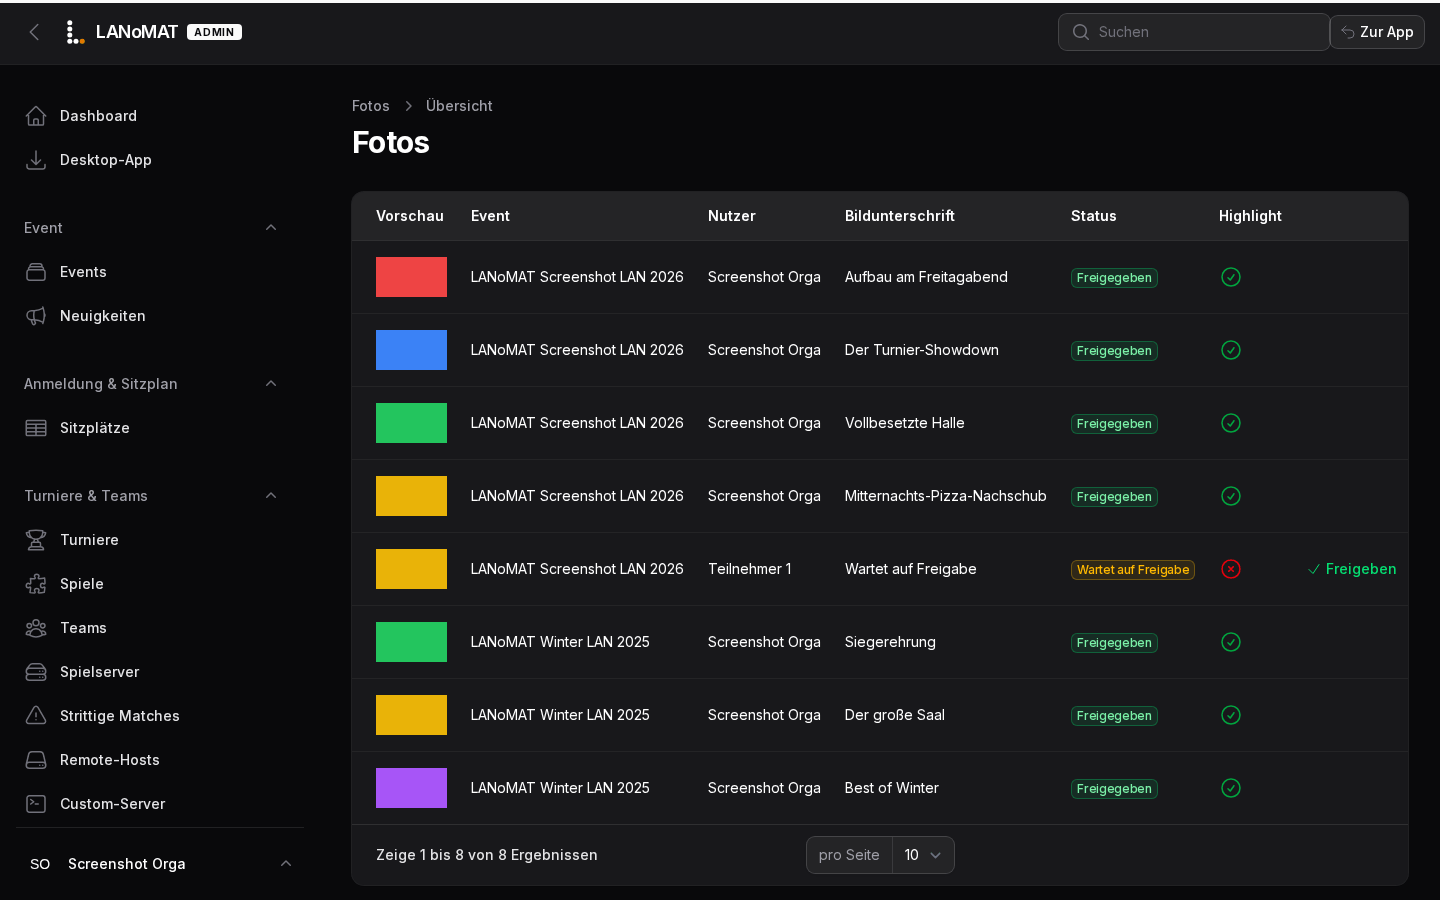 LANoMAT ADMIN
Suchen
Zur App
Dashboard
Desktop-App
Event
Events
Neuigkeiten
Anmeldung & Sitzplan
Sitzplätze
Turniere & Teams
Turniere
Spiele
Teams
Spielserver
Strittige Matches
Remote-Hosts
Custom-Server
SO Screenshot Orga
Fotos Übersicht
Fotos
Vorschau Event Nutzer Bildunterschrift Status Highlight
LANoMAT Screenshot LAN 2026 Screenshot Orga Aufbau am Freitagabend Freigegeben
LANoMAT Screenshot LAN 2026 Screenshot Orga Der Turnier-Showdown Freigegeben
LANoMAT Screenshot LAN 2026 Screenshot Orga Vollbesetzte Halle Freigegeben
LANoMAT Screenshot LAN 2026 Screenshot Orga Mitternachts-Pizza-Nachschub Freigegeben
LANoMAT Screenshot LAN 2026 Teilnehmer 1 Wartet auf Freigabe Wartet auf Freigabe Freigeben
LANoMAT Winter LAN 2025 Screenshot Orga Siegerehrung Freigegeben
LANoMAT Winter LAN 2025 Screenshot Orga Der große Saal Freigegeben
LANoMAT Winter LAN 2025 Screenshot Orga Best of Winter Freigegeben
Zeige 1 bis 8 von 8 Ergebnissen
pro Seite 10